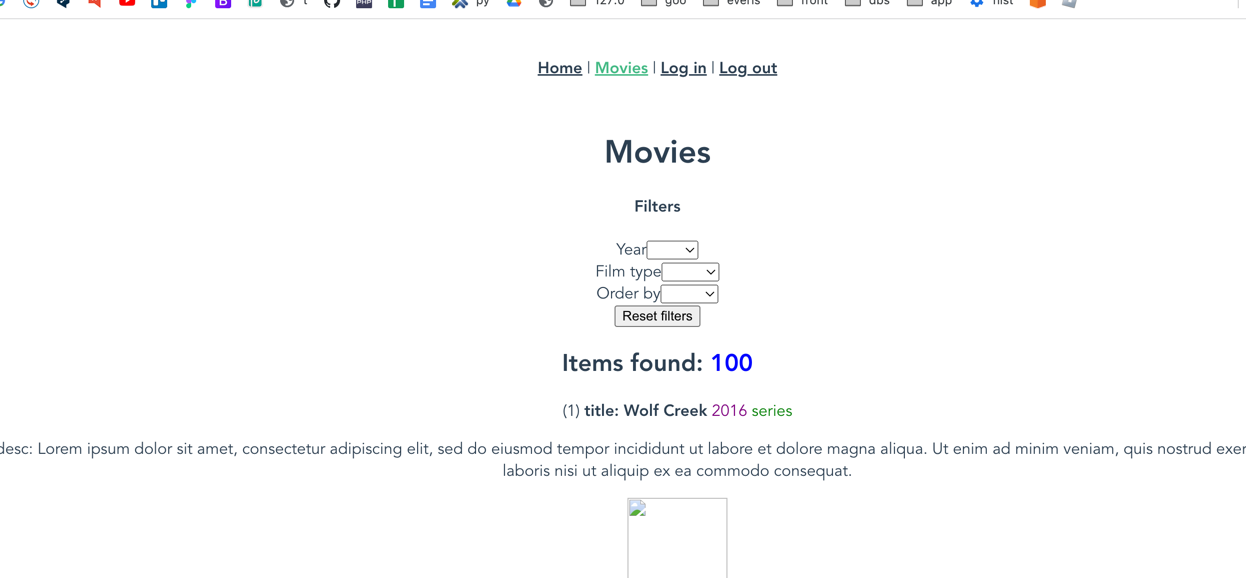 t py 127.0 goo everis front dbs app hist
Home | Movies | Log in | Log out
Movies
Filters
Year
Film type
Order by
Reset filters
Items found: 100
(1) title: Wolf Creek 2016 series
desc: Lorem ipsum dolor sit amet, consectetur adipiscing elit, sed do eiusmod tempor incididunt ut labore et dolore magna aliqua. Ut enim ad minim veniam, quis nostrud exer
laboris nisi ut aliquip ex ea commodo consequat.